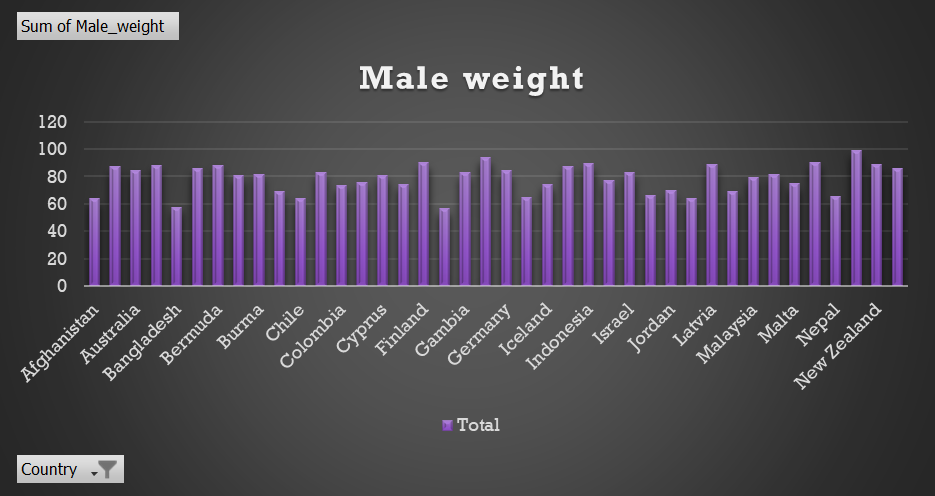 Sum of Male_weight
Male weight
120
100
80
60
40
20
0
Afghanistan
Australia
Bangladesh
Bermuda
Burma
Chile
Colombia
Cyprus
Finland
Gambia
Germany
Iceland
Indonesia
Israel
Jordan
Latvia
Malaysia
Malta
Nepal
New Zealand
Total
Country